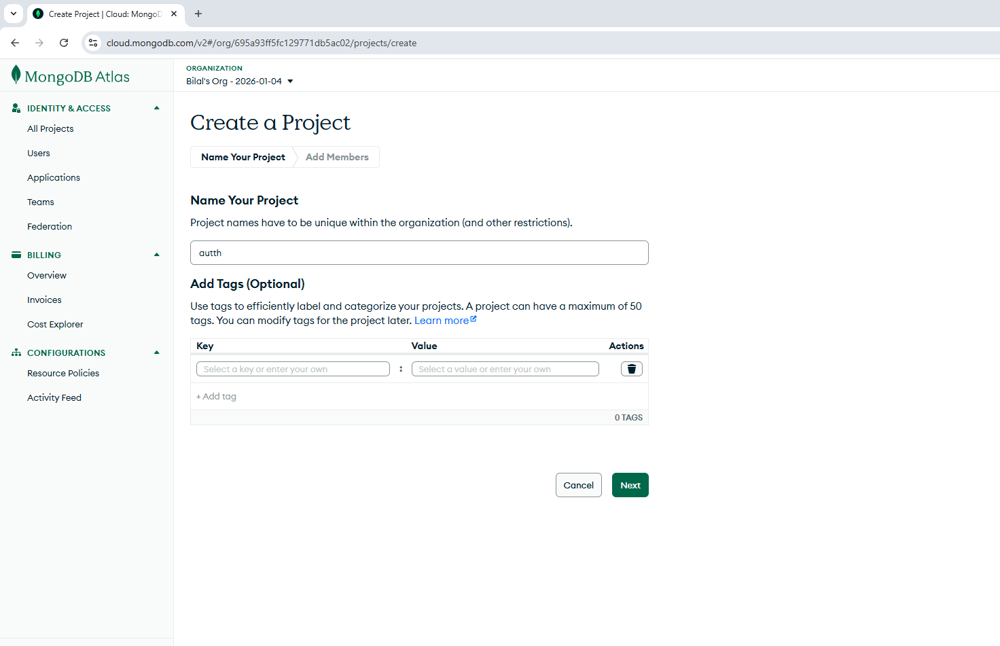 Create Project | Cloud: MongoD
cloud.mongodb.com/v2#/org/695a93ff5fc129771db5ac02/projects/create
MongoDB Atlas
ORGANIZATION
Bilal's Org - 2026-01-04
IDENTITY & ACCESS
All Projects
Users
Applications
Teams
Federation
BILLING
Overview
Invoices
Cost Explorer
CONFIGURATIONS
Resource Policies
Activity Feed
Create a Project
Name Your Project
Add Members
Name Your Project
Project names have to be unique within the organization (and other restrictions).
autth
Add Tags (Optional)
Use tags to efficiently label and categorize your projects. A project can have a maximum of 50
tags. You can modify tags for the project later. Learn more
Key Value Actions
Select a key or enter your own : Select a value or enter your own
+ Add tag
0 TAGS
Cancel
Next